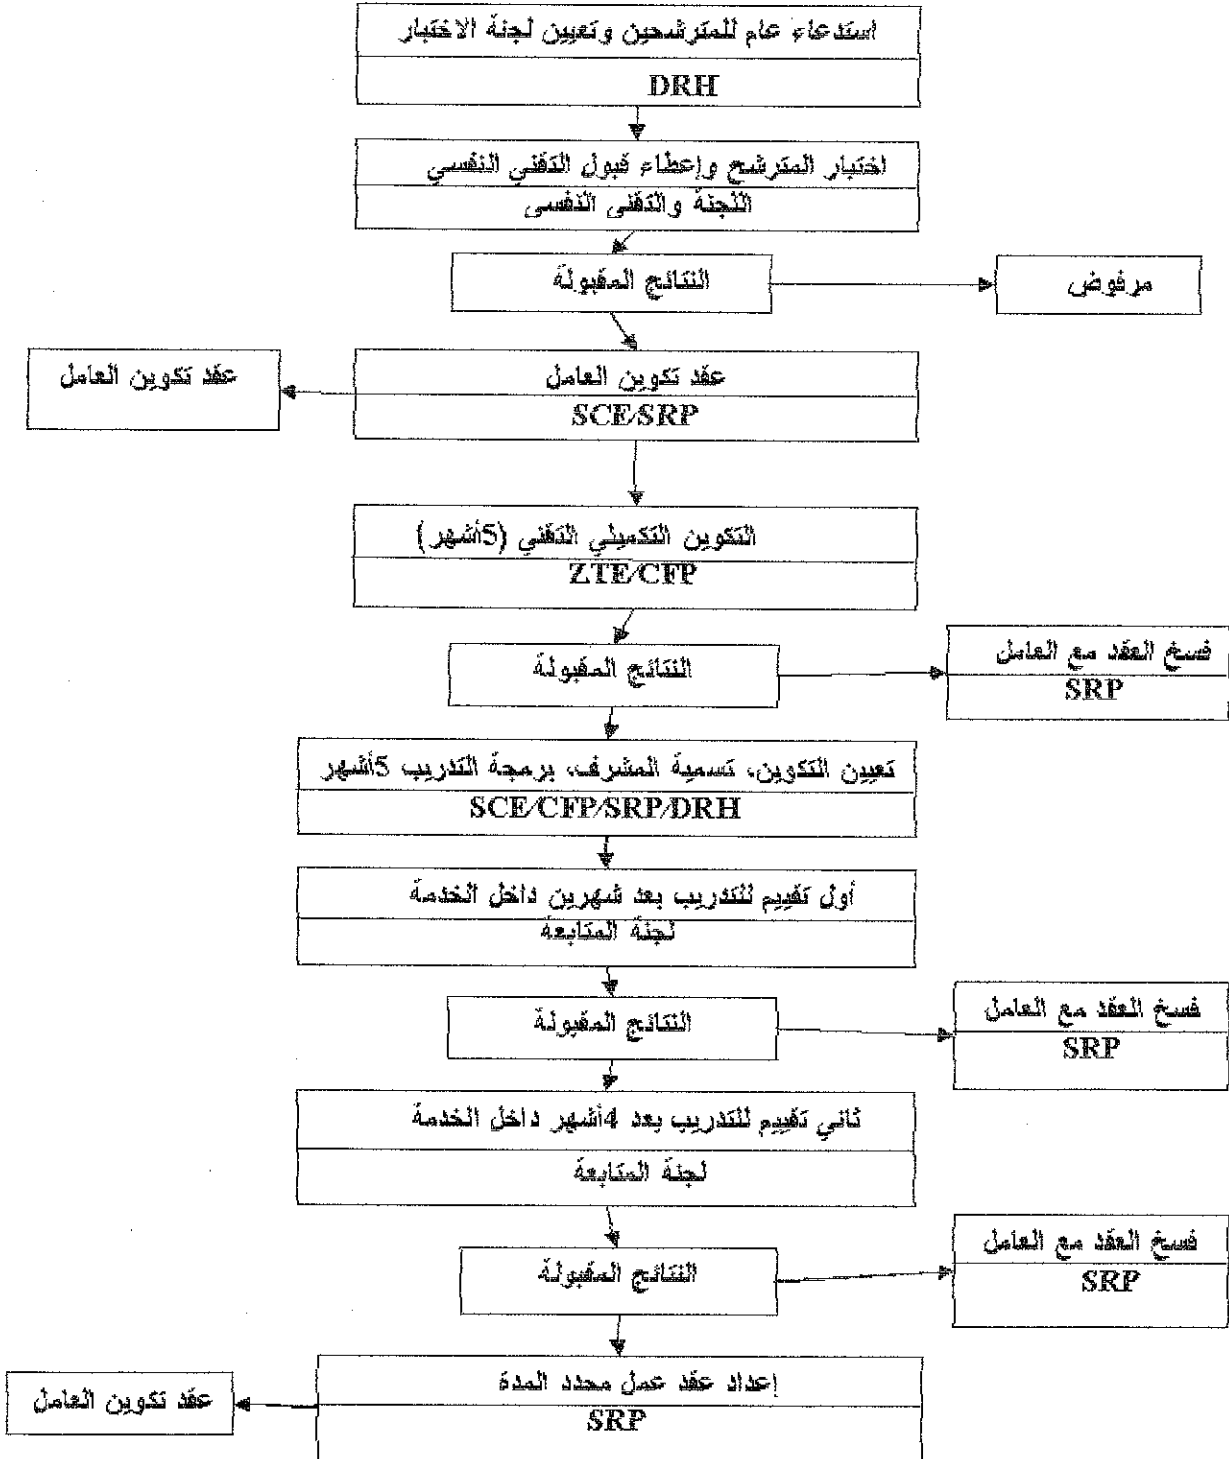 استدعاء عام للمترشحين وتعيين لجنة الاختبار
DRH
اختبار المترشح وإعطاء قبول التقني النفسي
اللجنة والتقني النفسي
النتائج المقبولة
مرفوض
عقد تكوين العامل
SCE/SRP
عقد تكوين العامل
التكوين التكميلي التقني (5أشهر)
ZTE/CFP
النتائج المقبولة
فسخ العقد مع العامل
SRP
تعيين التكوين، تسمية المشرف، برمجة التدريب 5أشهر
SCE/CFP/SRP/DRH
أول تقييم للتدريب بعد شهرين داخل الخدمة
لجنة المتابعة
النتائج المقبولة
فسخ العقد مع العامل
SRP
ثاني تقييم للتدريب بعد 4أشهر داخل الخدمة
لجنة المتابعة
النتائج المقبولة
فسخ العقد مع العامل
SRP
إعداد عقد عمل محدد المدة
SRP
عقد تكوين العامل